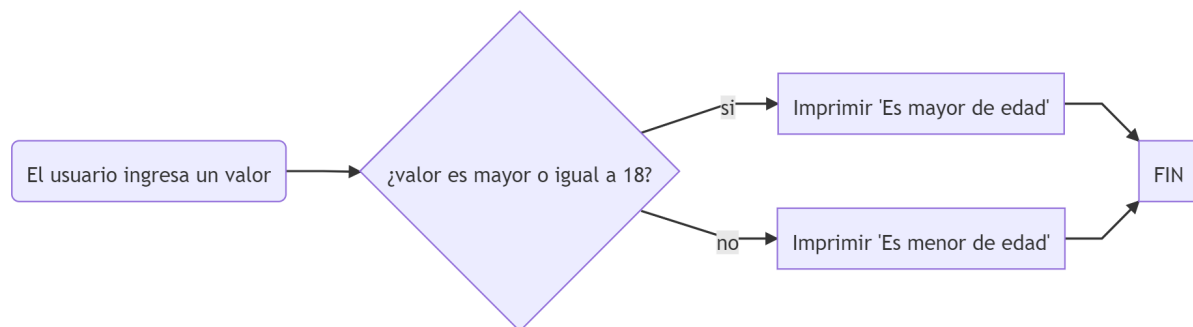 El usuario ingresa un valor
¿valor es mayor o igual a 18?
si
Imprimir 'Es mayor de edad'
no
Imprimir 'Es menor de edad'
FIN